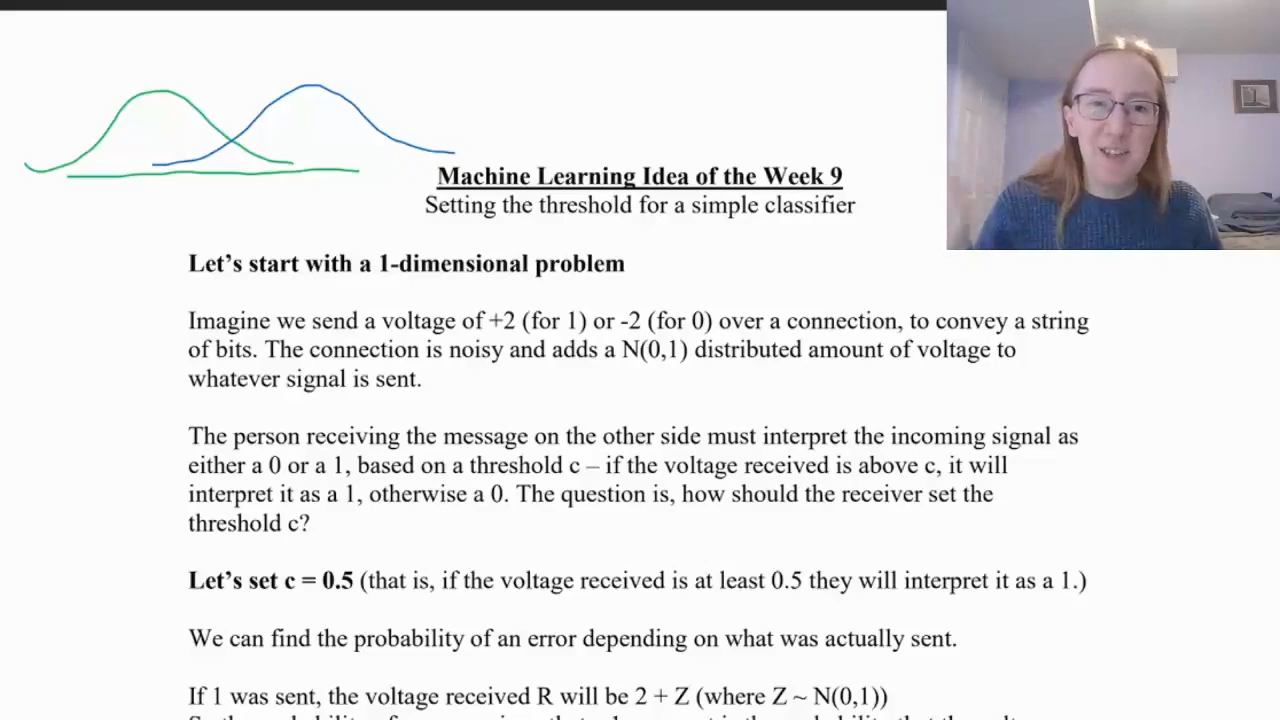 Machine Learning Idea of the Week 9
Setting the threshold for a simple classifier
Let’s start with a 1-dimensional problem
Imagine we send a voltage of +2 (for 1) or -2 (for 0) over a connection, to convey a string
of bits. The connection is noisy and adds a N(0,1) distributed amount of voltage to
whatever signal is sent.
The person receiving the message on the other side must interpret the incoming signal as
either a 0 or a 1, based on a threshold c – if the voltage received is above c, it will
interpret it as a 1, otherwise a 0. The question is, how should the receiver set the
threshold c?
Let’s set c = 0.5 (that is, if the voltage received is at least 0.5 they will interpret it as a 1.)
We can find the probability of an error depending on what was actually sent.
If 1 was sent, the voltage received R will be 2 + Z (where Z ~ N(0,1))